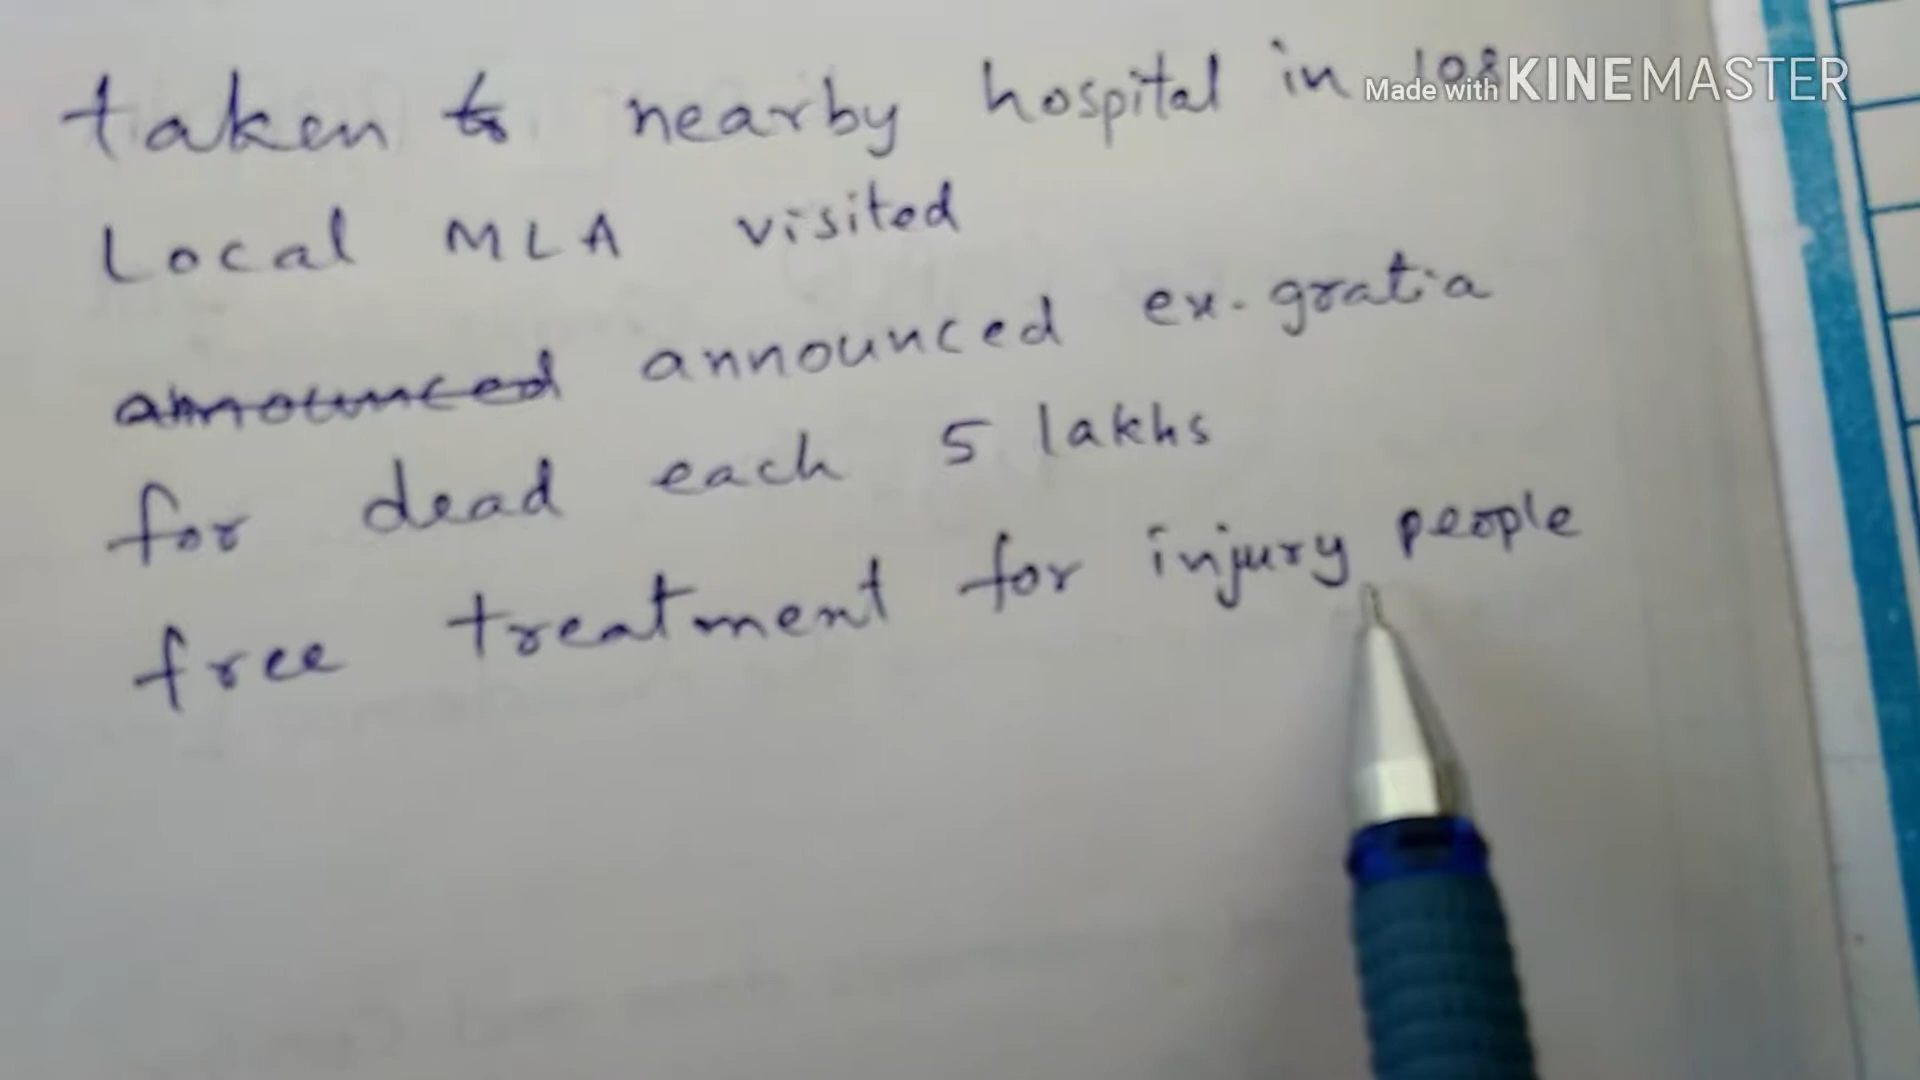 taken to nearby hospital in 108
Made with KINEMASTER
Local MLA visited
announced announced ex-gratia
for dead each 5 lakhs
free treatment for injury people